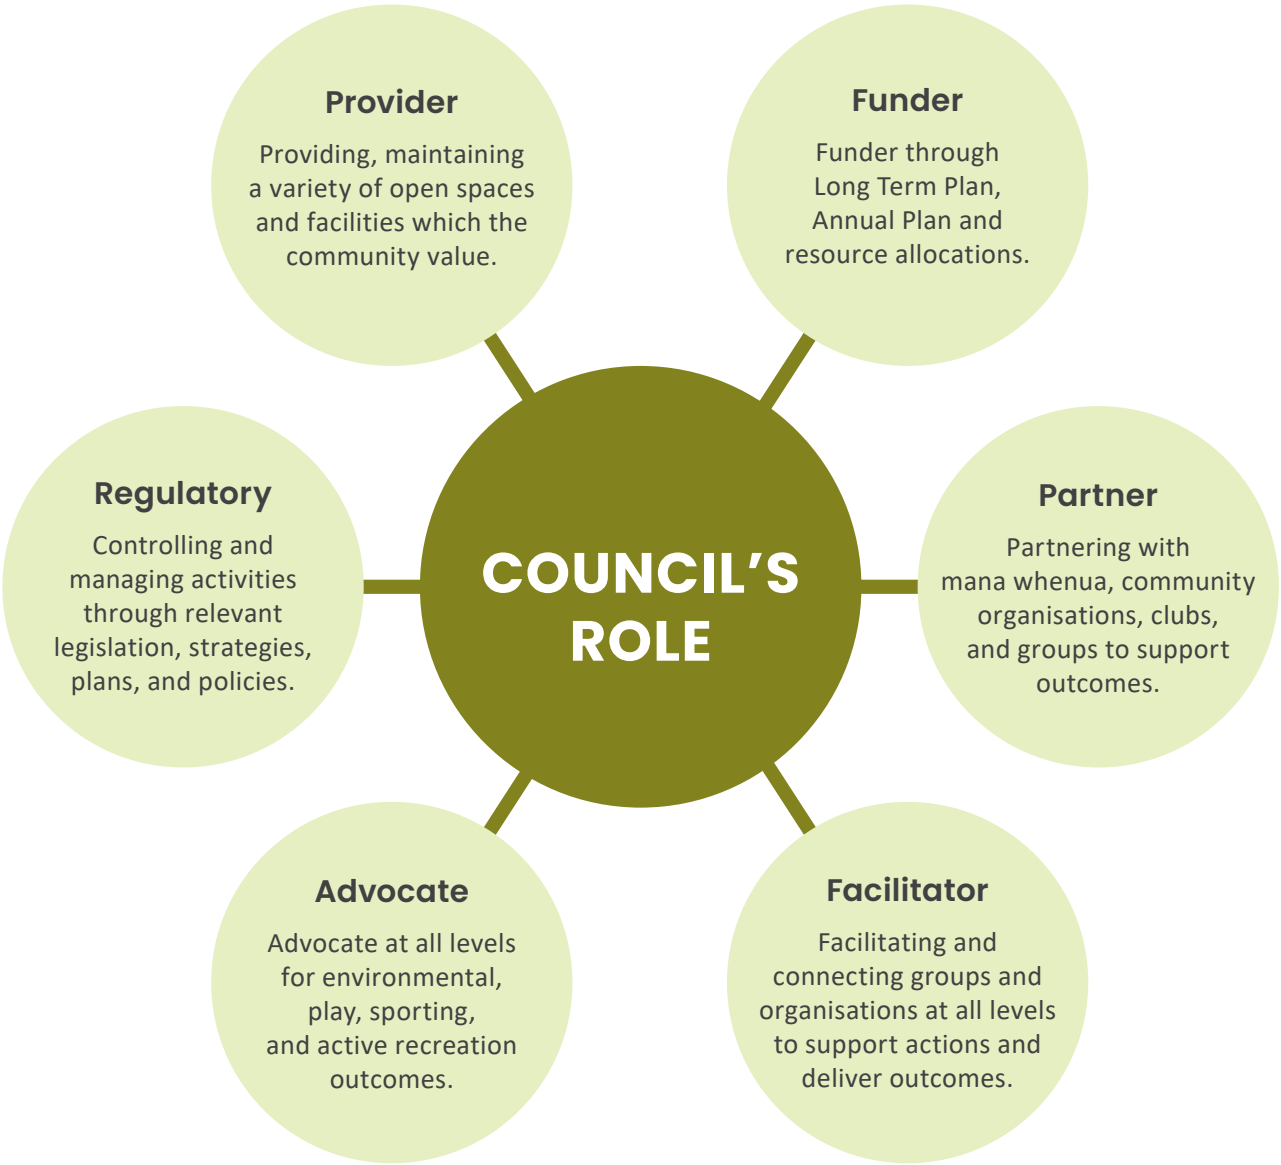 Provider
Providing, maintaining
a variety of open spaces
and facilities which the
community value.
Funder
Funder through
Long Term Plan,
Annual Plan and
resource allocations.
Regulatory
Controlling and
managing activities
through relevant
legislation, strategies,
plans, and policies.
COUNCIL’S
ROLE
Partner
Partnering with
mana whenua, community
organisations, clubs,
and groups to support
outcomes.
Advocate
Advocate at all levels
for environmental,
play, sporting,
and active recreation
outcomes.
Facilitator
Facilitating and
connecting groups and
organisations at all levels
to support actions and
deliver outcomes.